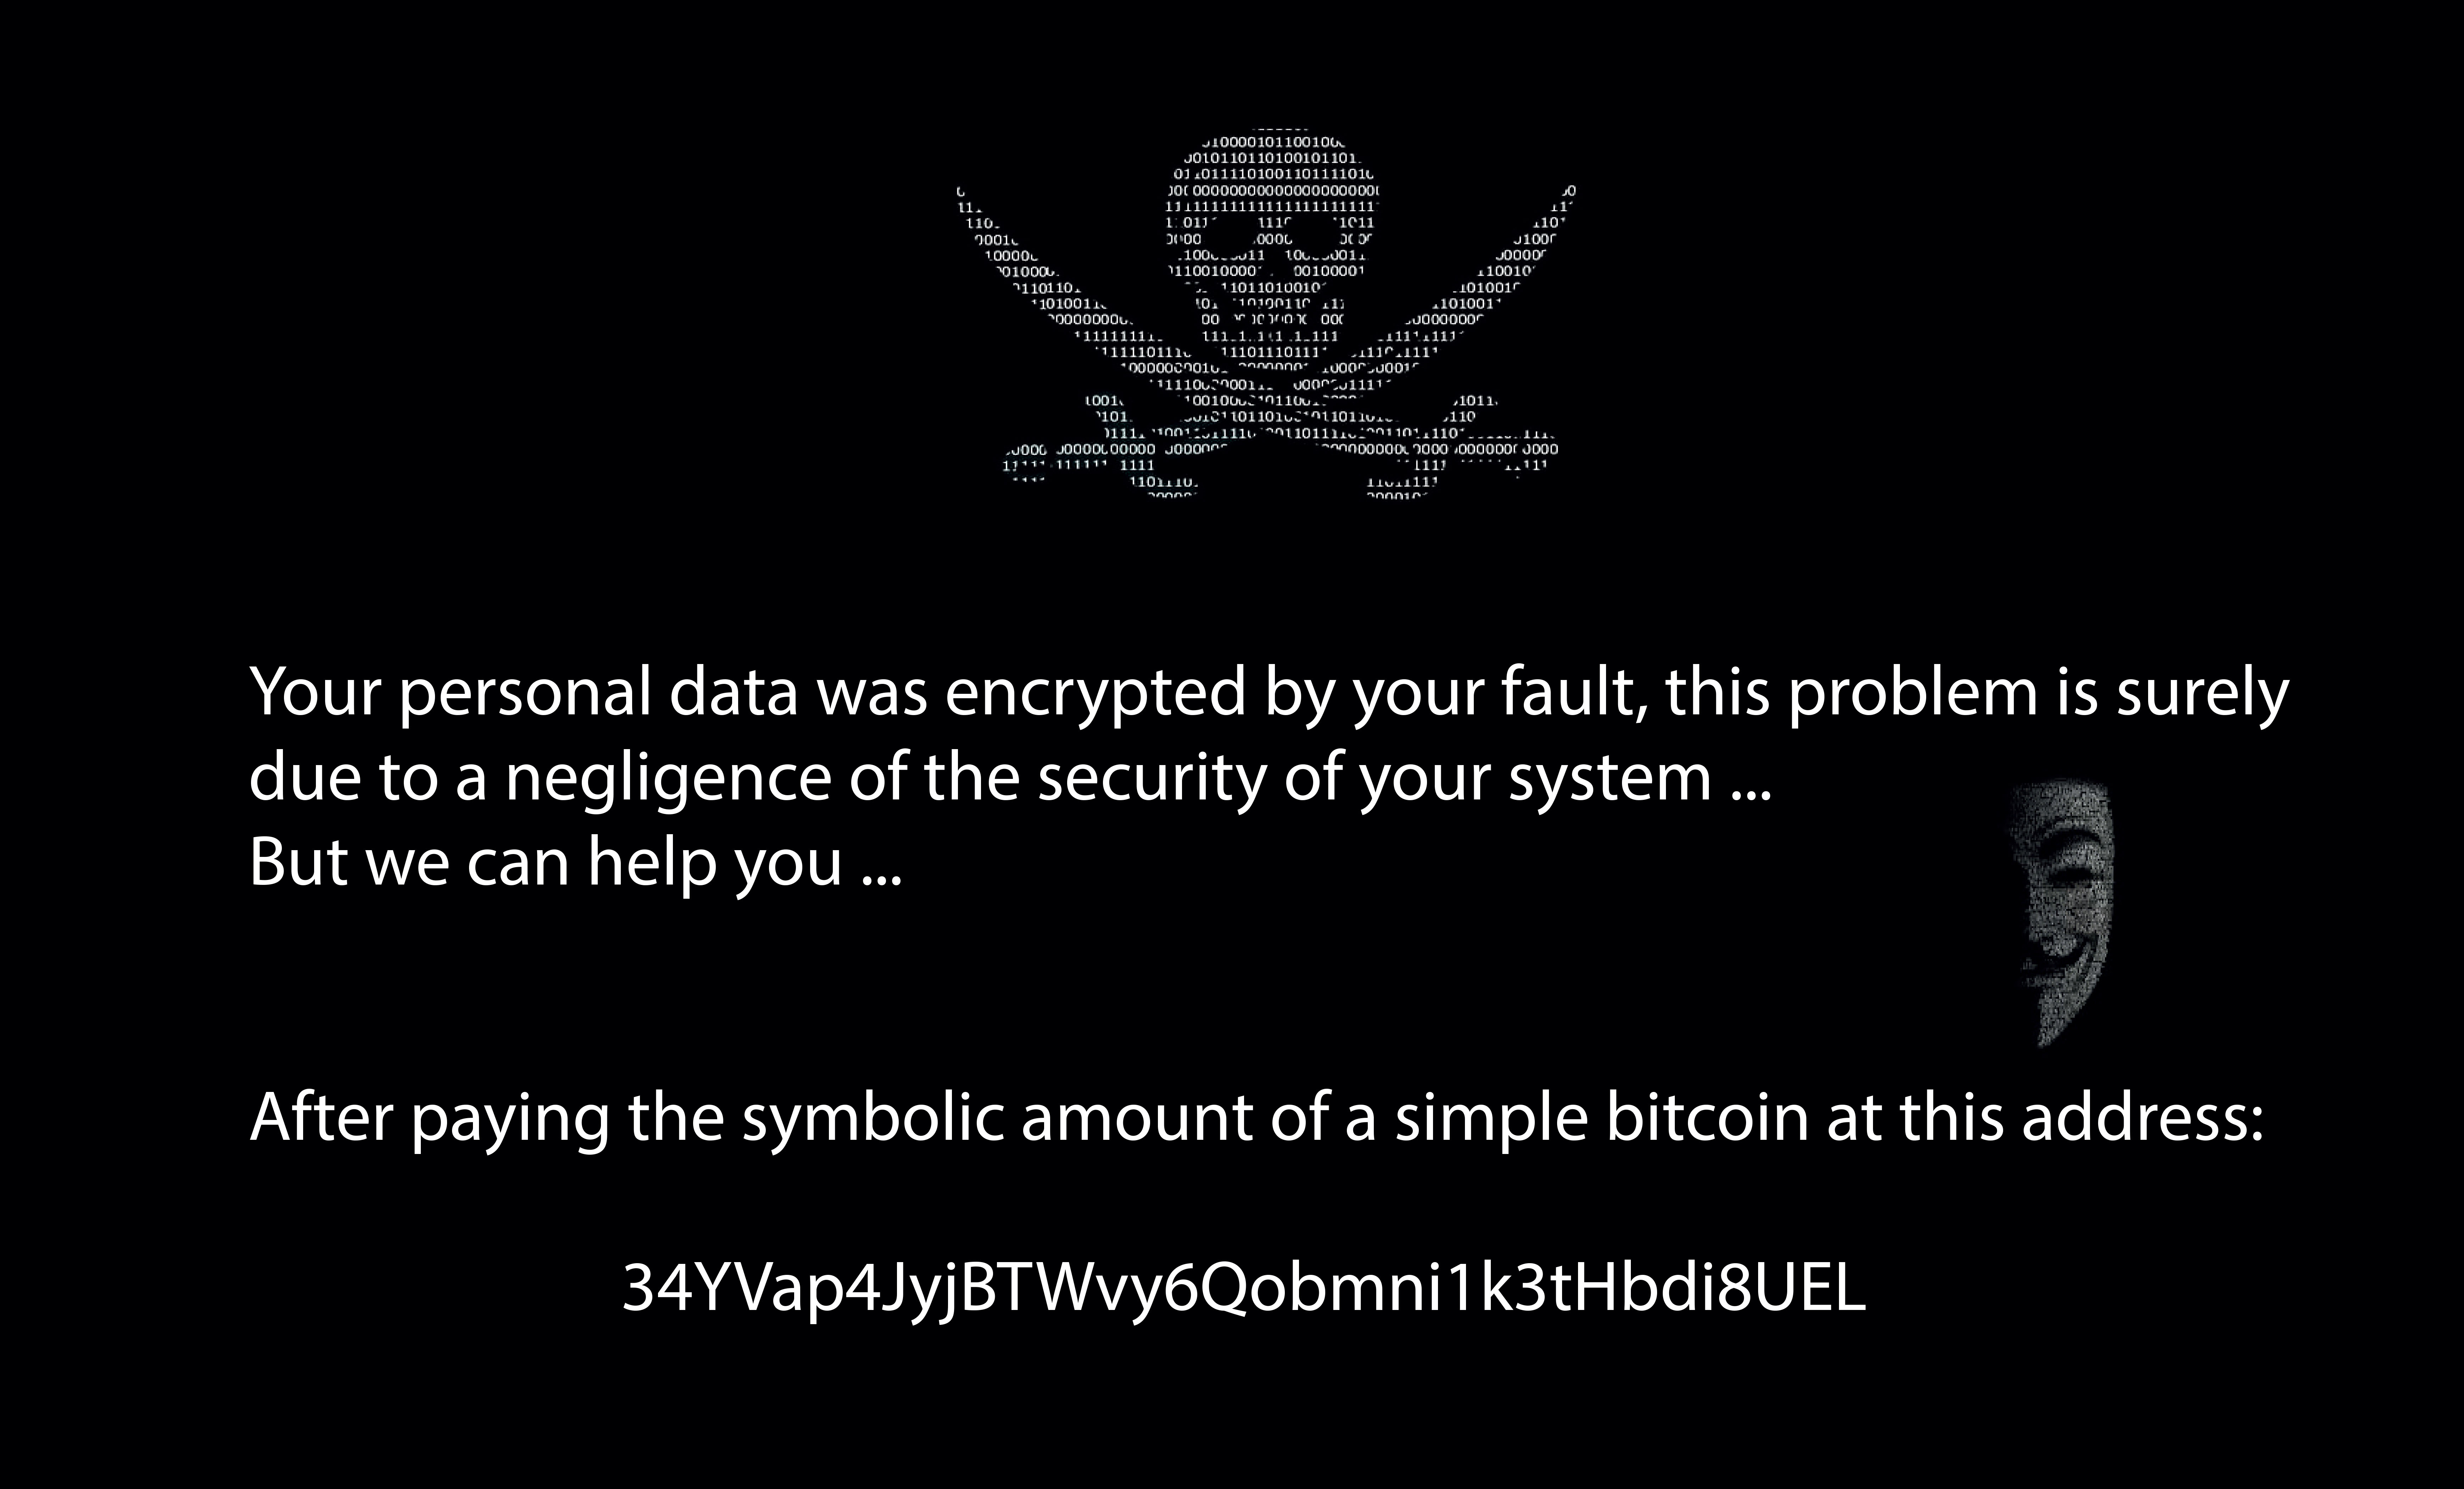 Your personal data was encrypted by your fault, this problem is surely
due to a negligence of the security of your system ...
But we can help you ...
After paying the symbolic amount of a simple bitcoin at this address:
34YVap4JyjBTWvy6Qobmni1k3tHbdi8UEL